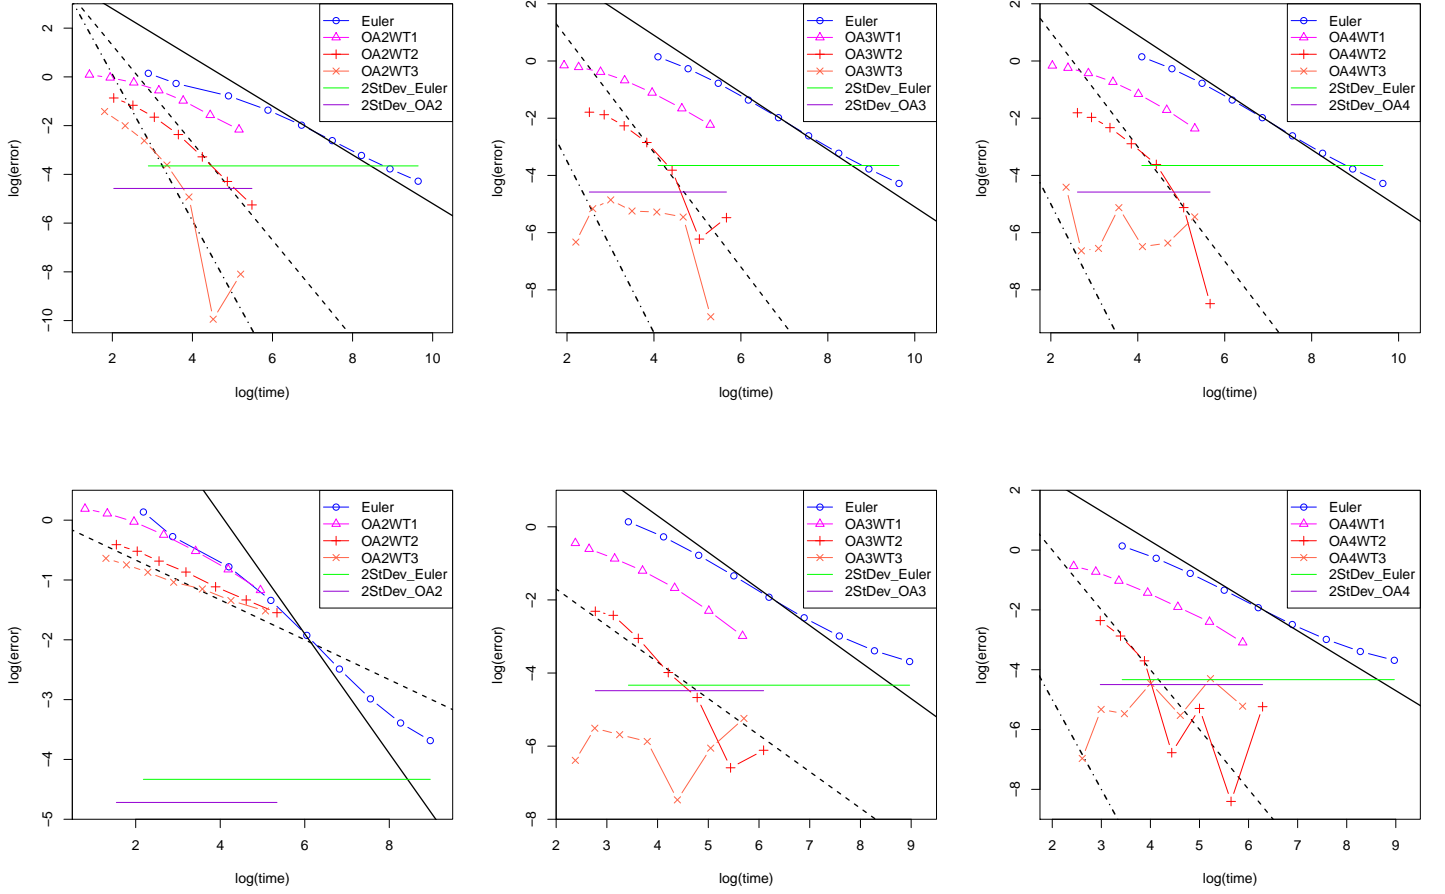 2
0
−2
−4
−6
−8
−10
log(error)
2
4
6
8
10
log(time)
Euler
OA2WT1
OA2WT2
OA2WT3
2StDev_Euler
2StDev_OA2
2
0
−2
−4
−6
−8
log(error)
2
4
6
8
10
log(time)
Euler
OA3WT1
OA3WT2
OA3WT3
2StDev_Euler
2StDev_OA3
2
0
−2
−4
−6
−8
log(error)
2
4
6
8
10
log(time)
Euler
OA4WT1
OA4WT2
OA4WT3
2StDev_Euler
2StDev_OA4
0
−1
−2
−3
−4
−5
log(error)
2
4
6
8
log(time)
Euler
OA2WT1
OA2WT2
OA2WT3
2StDev_Euler
2StDev_OA2
0
−2
−4
−6
−8
log(error)
2
3
4
5
6
7
8
9
log(time)
Euler
OA3WT1
OA3WT2
OA3WT3
2StDev_Euler
2StDev_OA3
2
0
−2
−4
−6
−8
log(error)
2
3
4
5
6
7
8
9
log(time)
Euler
OA4WT1
OA4WT2
OA4WT3
2StDev_Euler
2StDev_OA4